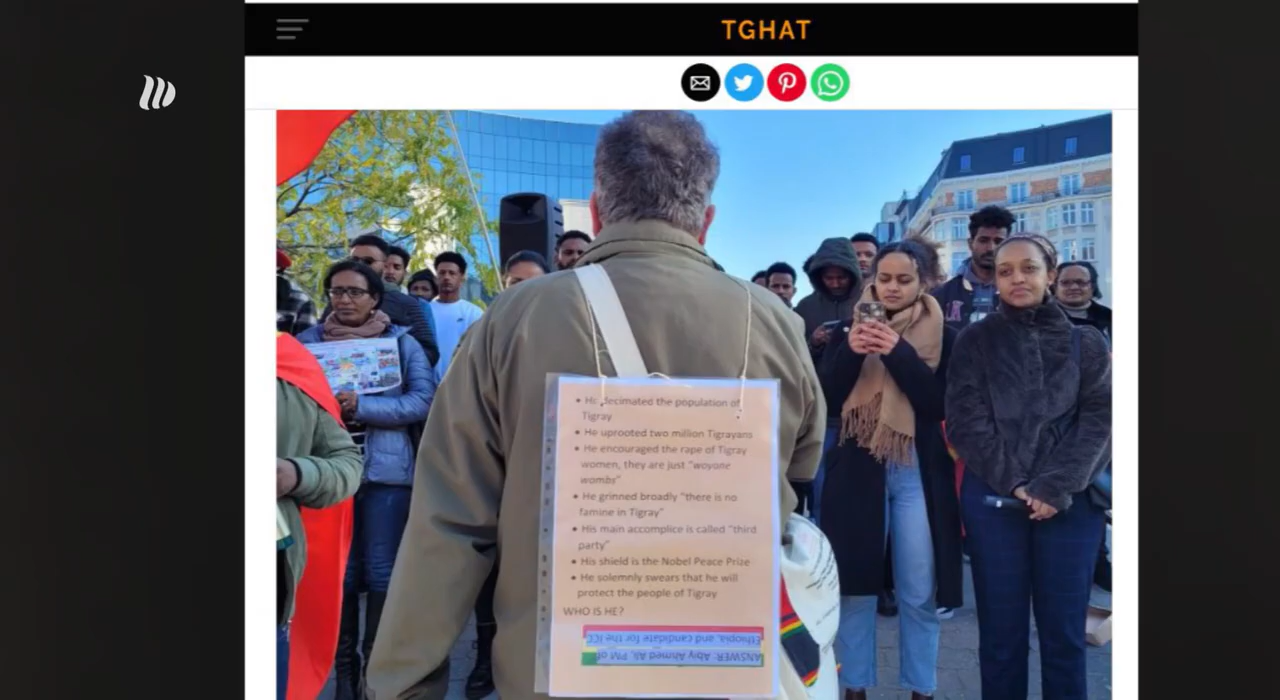 TGHAT
• He decimated the population of
Tigray
• He uprooted two million Tigrayans
• He encouraged the rape of Tigray
women, they are just "woyane
wombs"
• He grinned broadly "there is no
famine in Tigray"
• His main accomplice is called "third
party"
• His shield is the Nobel Peace Prize
• He solemnly swears that he will
protect the people of Tigray
WHO IS HE?
ANSWER: Abiy Ahmed Ali, PM of
Ethiopia, and candidate for the ICC